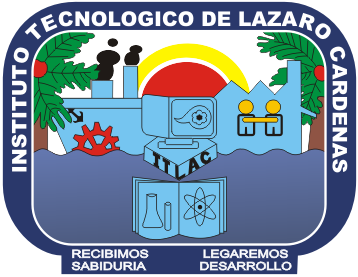 INSTITUTO TECNOLOGICO DE LAZARO CARDENAS
ITLAC
RECIBIMOS
SABIDURIA
LEGAREMOS
DESARROLLO